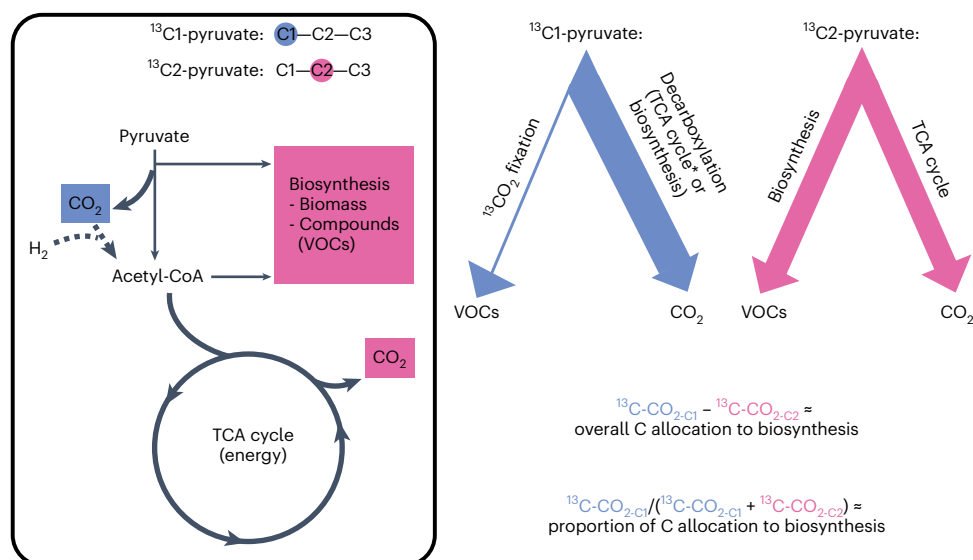 ¹³C1-pyruvate: C1—C2—C3
¹³C2-pyruvate: C1—C2—C3
Pyruvate
CO₂
H₂
Acetyl-CoA
Biosynthesis
- Biomass
- Compounds
(VOCs)
CO₂
TCA cycle
(energy)
¹³C1-pyruvate:
¹³CO₂ fixation
Decarboxylation
(TCA cycle* or
biosynthesis)
VOCs
CO₂
¹³C2-pyruvate:
Biosynthesis
TCA cycle
VOCs
CO₂
¹³C-CO₂₋C1 – ¹³C-CO₂₋C2 ≈
overall C allocation to biosynthesis
¹³C-CO₂₋C1/(¹³C-CO₂₋C1 + ¹³C-CO₂₋C2) ≈
proportion of C allocation to biosynthesis